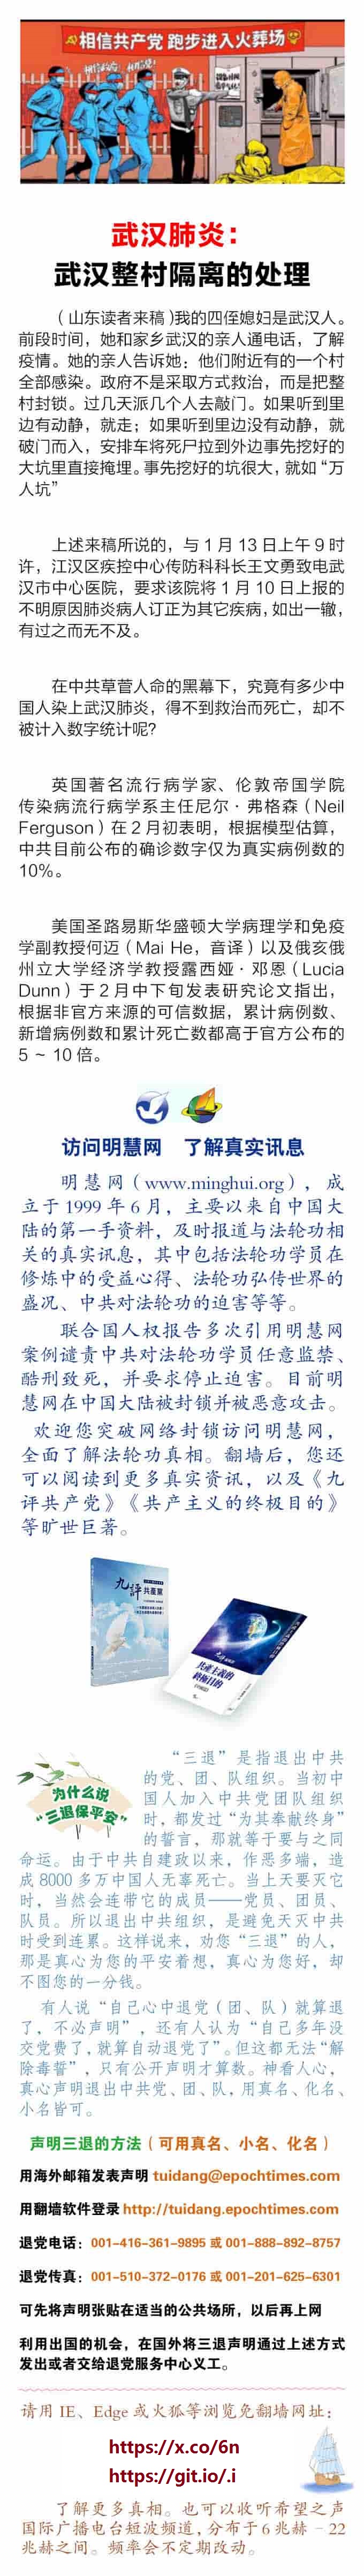 相信共产党 跑步进入火葬场
武汉肺炎：
武汉整村隔离的处理
（山东读者来稿）我的四侄媳妇是武汉人。
前段时间，她和家乡武汉的亲人通电话，了解
疫情。她的亲人告诉她：他们附近有的一个村
全部感染。政府不是采取方式救治，而是把整
村封锁。过几天派几个人去敲门。如果听到里
边有动静，就走；如果听到里边没有动静，就
破门而入，安排车将死尸拉到外边事先挖好的
大坑里直接掩埋。事先挖好的坑很大，就如“万
人坑”
上述来稿所说的，与 1 月 13 日上午 9 时
许，江汉区疾控中心传防科科长王文勇致电武
汉市中心医院，要求该院将 1 月 10 日上报的
不明原因肺炎病人订正为其它疾病，如出一辙，
有过之而无不及。
在中共草菅人命的黑幕下，究竟有多少中
国人染上武汉肺炎，得不到救治而死亡，却不
被计入数字统计呢？
英国著名流行病学家、伦敦帝国学院
传染病流行病学系主任尼尔·弗格森（Neil
Ferguson）在 2 月初表明，根据模型估算，
中共目前公布的确诊数字仅为真实病例数的
10%。
美国圣路易斯华盛顿大学病理学和免疫
学副教授何迈（Mai He，音译）以及俄亥俄
州立大学经济学教授露西娅·邓恩（Lucia
Dunn）于 2 月中下旬发表研究论文指出，
根据非官方来源的可信数据，累计病例数、
新增病例数和累计死亡数都高于官方公布的
5 ~ 10 倍。
访问明慧网 了解真实讯息
明慧网（www.minghui.org），成
立于 1999 年 6 月，主要以来自中国大
陆的第一手资料，及时报道与法轮功相
关的真实讯息，其中包括法轮功学员在
修炼中的受益心得、法轮功弘传世界的
盛况、中共对法轮功的迫害等等。
联合国人权报告多次引用明慧网
案例谴责中共对法轮功学员任意监禁、
酷刑致死，并要求停止迫害。目前明
慧网在中国大陆被封锁并被恶意攻击。
欢迎您突破网络封锁访问明慧网，
全面了解法轮功真相。翻墙后，您还
可以阅读到更多真实资讯，以及《九
评共产党》《共产主义的终极目的》
等旷世巨著。
九評
共產黨
共產主義的
終極目的
为什么说
“三退保平安”
“三退”是指退出中共
的党、团、队组织。当初中
国人加入中共党团队组织
时，都发过“为其奉献终身”
的誓言，那就等于要与之同
命运。由于中共自建政以来，作恶多端，造
成 8000 多万中国人无辜死亡。当上天要灭它
时，当然会连带它的成员——党员、团员、
队员。所以退出中共组织，是避免天灭中共
时受到连累。这样说来，劝您“三退”的人，
那是真心为您的平安着想，真心为您好，却
不图您的一分钱。
有人说“自己心中退党（团、队）就算退
了，不必声明”，还有人认为“自己多年没
交党费了，就算自动退党了”。但这都无法“解
除毒誓”，只有公开声明才算数。神看人心，
真心声明退出中共党、团、队，用真名、化名、
小名皆可。
声明三退的方法（可用真名、小名、化名）
用海外邮箱发表声明 tuidang@epochtimes.com
用翻墙软件登录 http://tuidang.epochtimes.com
退党电话：001-416-361-9895 或 001-888-892-8757
退党传真：001-510-372-0176 或 001-201-625-6301
可先将声明张贴在适当的公共场所，以后再上网
利用出国的机会，在国外将三退声明通过上述方式
发出或者交给退党服务中心义工。
请用 IE、Edge 或火狐等浏览免翻墙网址：
https://x.co/6n
https://git.io/.i
了解更多真相。也可以收听希望之声
国际广播电台短波频道，分布于 6 兆赫 - 22
兆赫之间。频率会不定期改动。